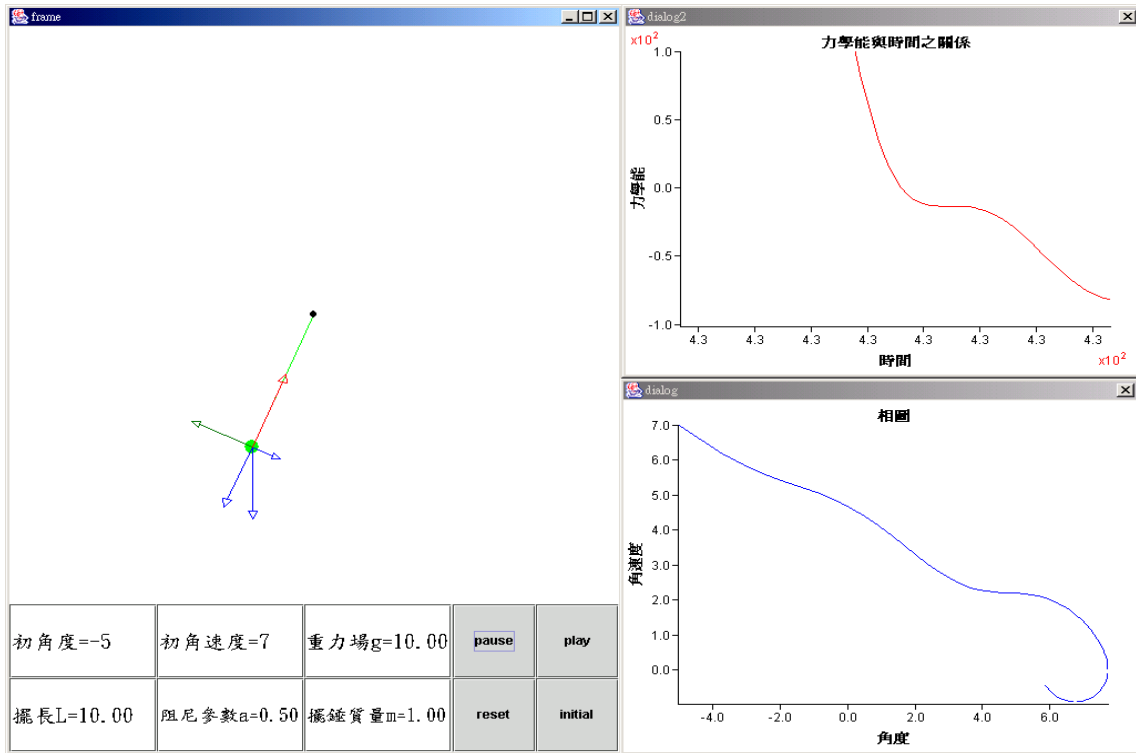 frame
初角度=-5
初角速度=7
重力場g=10.00
pause
play
擺長L=10.00
阻尼參數a=0.50
擺錘質量m=1.00
reset
initial
dialog2
力學能與時間之關係
x10²
1.0
0.5
0.0
-0.5
-1.0
力學能
4.3 4.3 4.3 4.3 4.3 4.3 4.3 4.3
時間
x10²
dialog
相圖
7.0
6.0
5.0
4.0
3.0
2.0
1.0
0.0
角速度
-4.0 -2.0 0.0 2.0 4.0 6.0
角度